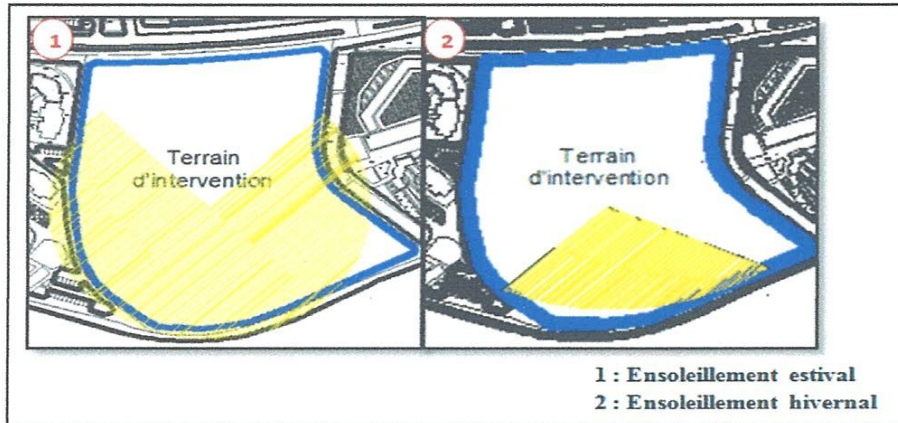 1
2
Terrain
d'intervention
Terrain
d'intervention
1 : Ensoleillement estival
2 : Ensoleillement hivernal